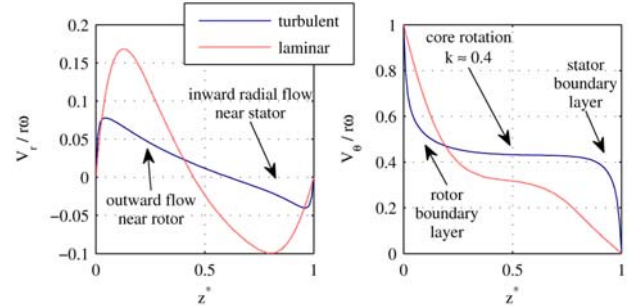 turbulent
laminar
0.2
0.15
0.1
0.05
0
−0.05
−0.1
V_r / rω
inward radial flow
near stator
outward flow
near rotor
0
0.5
1
z*
1
0.8
0.6
0.4
0.2
0
V_θ / rω
core rotation
k ≈ 0.4
stator
boundary
layer
rotor
boundary
layer
0
0.5
1
z*